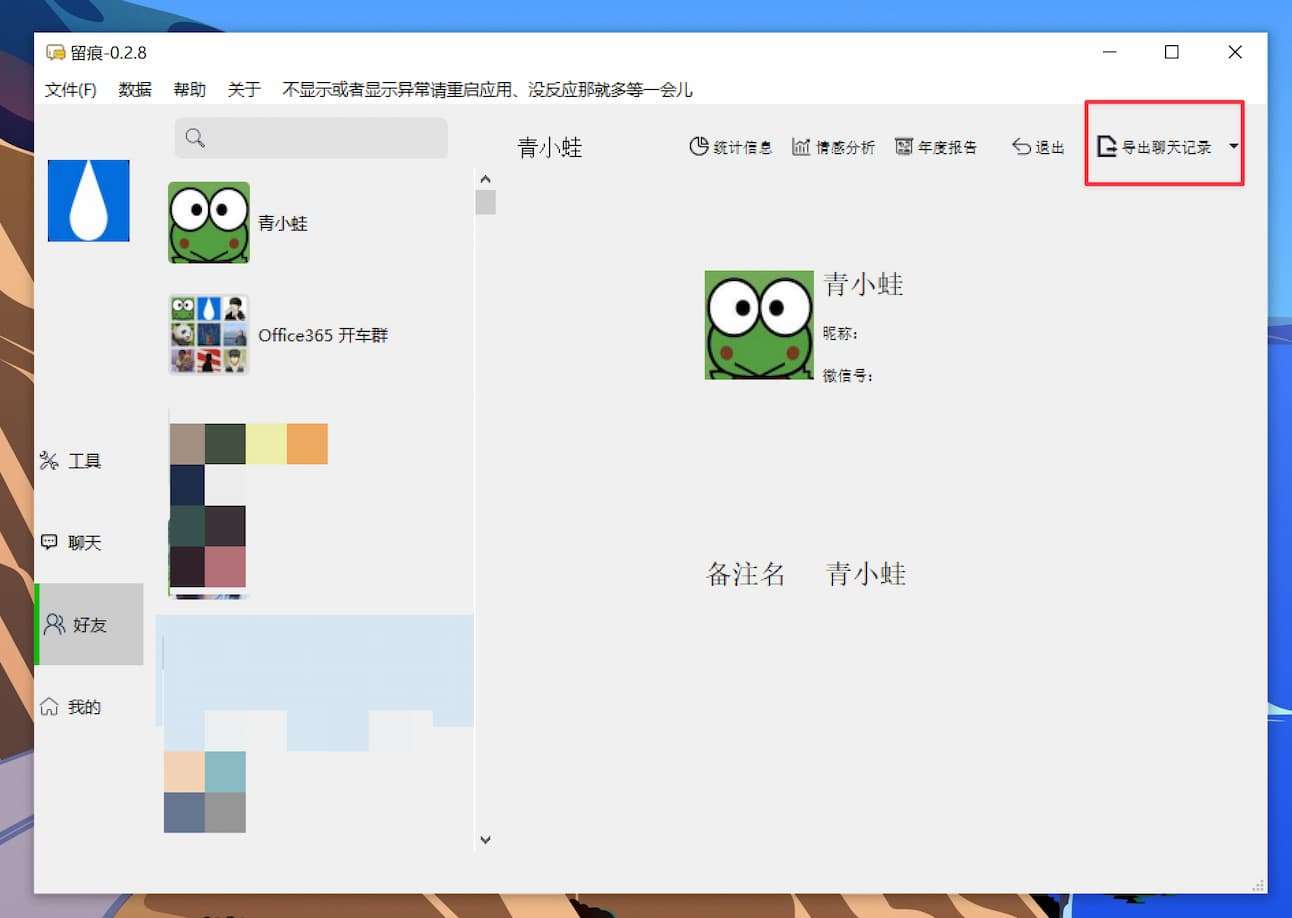 留痕-0.2.8
文件(F) 数据 帮助 关于 不显示或者显示异常请重启应用、没反应那就多等一会儿
青小蛙 统计信息 情感分析 年度报告 退出 导出聊天记录
青小蛙
Office365 开车群
工具
聊天
好友
我的
青小蛙
昵称：
微信号：
备注名 青小蛙